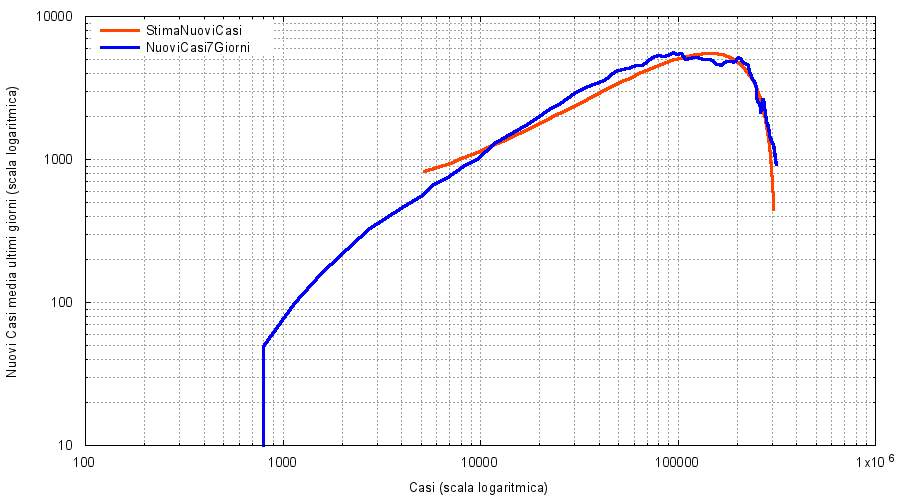 10000
StimaNuoviCasi
NuoviCasi7Giorni
1000
100
10
Nuovi Casi media ultimi giorni (scala logaritmica)
100
1000
10000
100000
1x10 6
Casi (scala logaritmica)